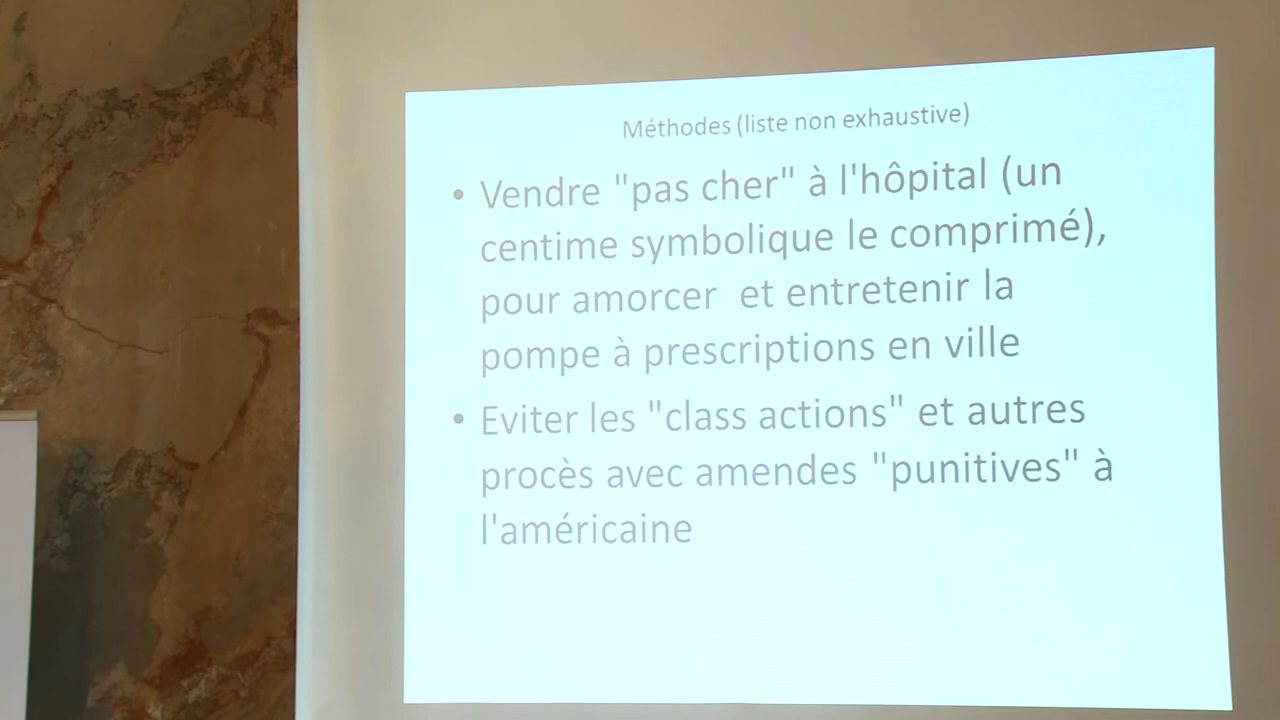 Méthodes (liste non exhaustive)
• Vendre "pas cher" à l'hôpital (un
centime symbolique le comprimé),
pour amorcer  et entretenir la
pompe à prescriptions en ville
• Eviter les "class actions" et autres
procès avec amendes "punitives" à
l'américaine